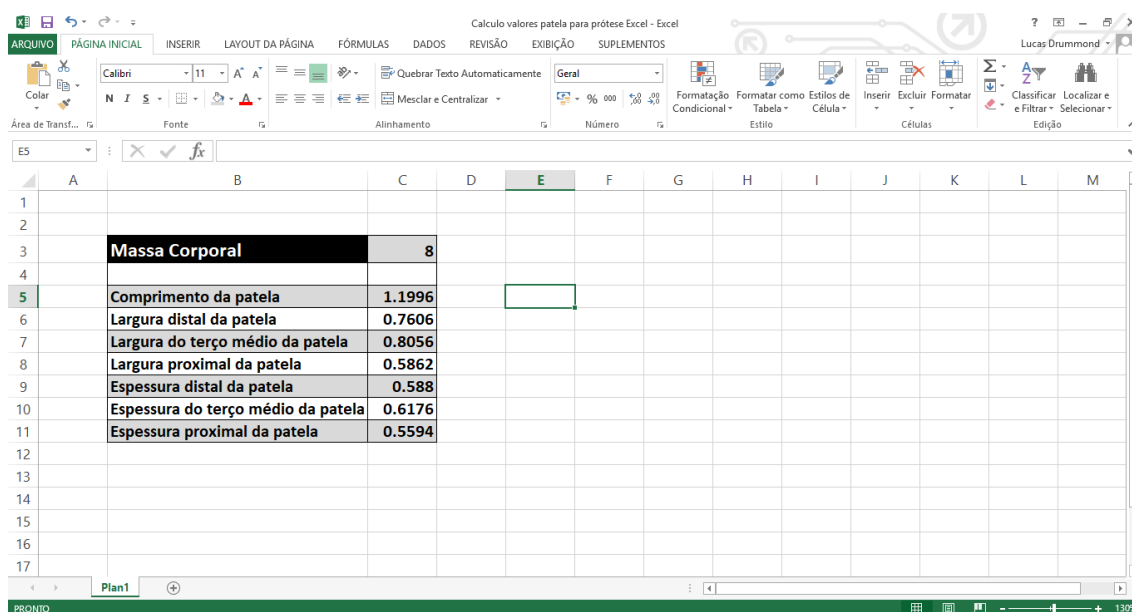 Calculo valores patela para prótese Excel - Excel
ARQUIVO PÁGINA INICIAL INSERIR LAYOUT DA PÁGINA FÓRMULAS DADOS REVISÃO EXIBIÇÃO SUPLEMENTOS Lucas Drummond
Colar
Calibri 11
N I S
Quebrar Texto Automaticamente
Mesclar e Centralizar
Geral
% 000
Formatação Condicional
Formatar como Tabela
Estilos de Célula
Inserir Excluir Formatar
Classificar e Filtrar
Localizar e Selecionar
Área de Transf... Fonte Alinhamento Número Estilo Células Edição
E5 fx
A B C D E F G H I J K L M
1
2
3 Massa Corporal 8
4
5 Comprimento da patela 1.1996
6 Largura distal da patela 0.7606
7 Largura do terço médio da patela 0.8056
8 Largura proximal da patela 0.5862
9 Espessura distal da patela 0.588
10 Espessura do terço médio da patela 0.6176
11 Espessura proximal da patela 0.5594
12
13
14
15
16
17
Plan1
PRONTO